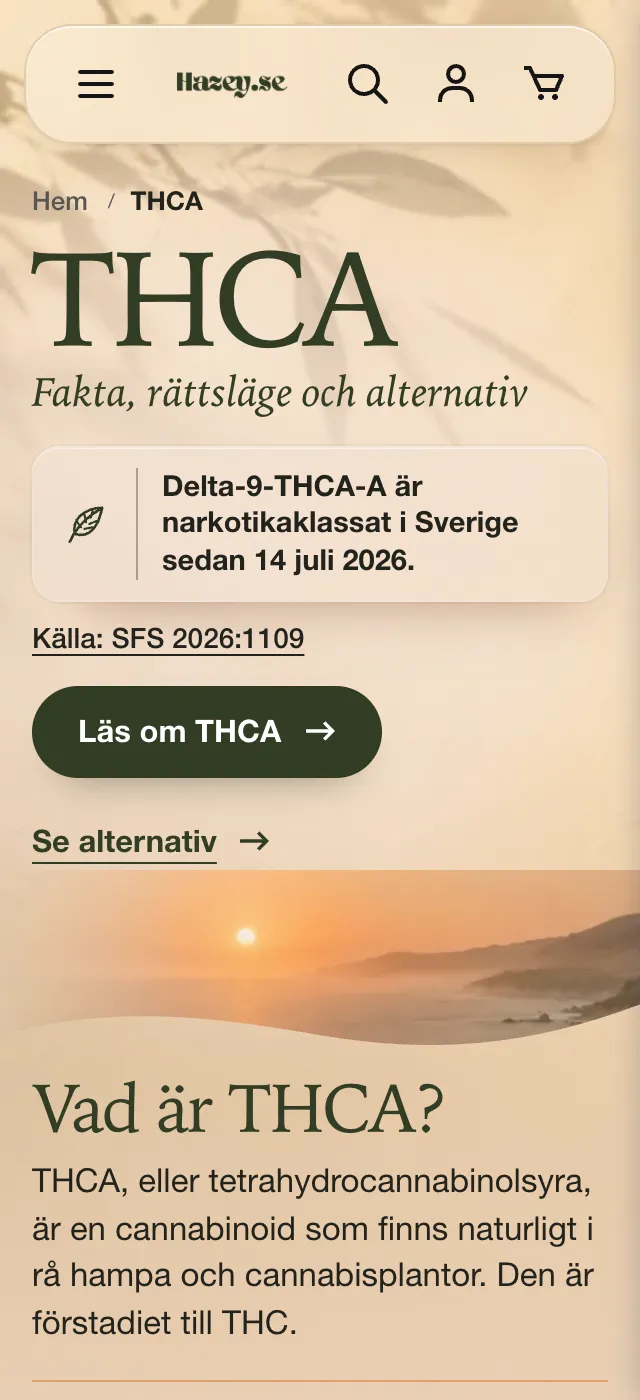 Hazey.se
Hem / THCA
THCA
Fakta, rättsläge och alternativ
Delta-9-THCA-A är
narkotikaklassat i Sverige
sedan 14 juli 2026.
Källa: SFS 2026:1109
Läs om THCA →
Se alternativ →
Vad är THCA?
THCA, eller tetrahydrocannabinolsyra,
är en cannabinoid som finns naturligt i
rå hampa och cannabisplantor. Den är
förstadiet till THC.